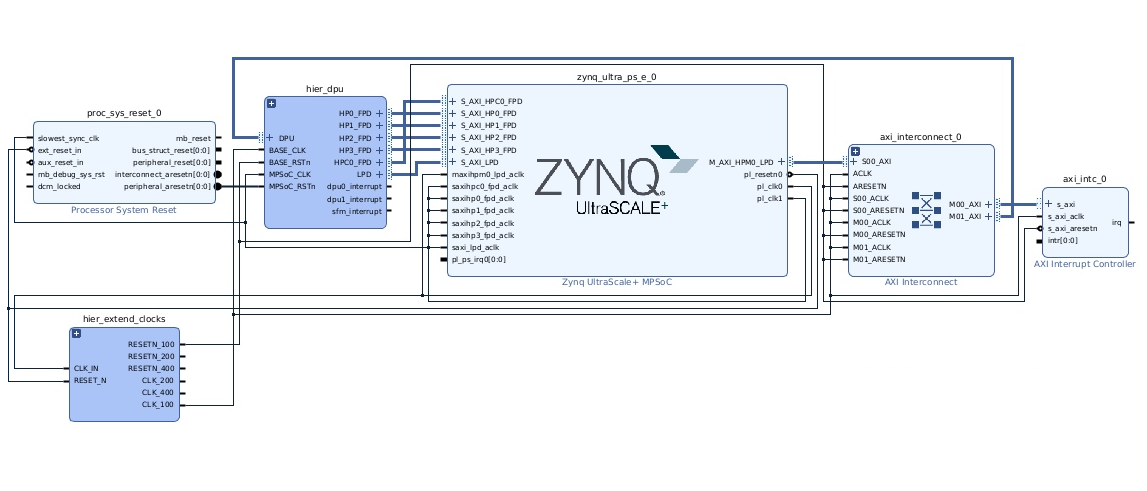 proc_sys_reset_0
slowest_sync_clk
ext_reset_in
aux_reset_in
mb_debug_sys_rst
dcm_locked
mb_reset
bus_struct_reset[0:0]
peripheral_reset[0:0]
interconnect_aresetn[0:0]
peripheral_aresetn[0:0]
Processor System Reset
hier_dpu
DPU
BASE_CLK
BASE_RSTn
MPSoC_CLK
MPSoC_RSTn
HP0_FPD
HP1_FPD
HP2_FPD
HP3_FPD
HPC0_FPD
LPD
dpu0_interrupt
dpu1_interrupt
sfm_interrupt
zynq_ultra_ps_e_0
S_AXI_HPC0_FPD
S_AXI_HP0_FPD
S_AXI_HP1_FPD
S_AXI_HP2_FPD
S_AXI_HP3_FPD
S_AXI_LPD
maxihpm0_lpd_aclk
saxihpc0_fpd_aclk
saxihp0_fpd_aclk
saxihp1_fpd_aclk
saxihp2_fpd_aclk
saxihp3_fpd_aclk
saxi_lpd_aclk
pl_ps_irq0[0:0]
ZYNQ
UltraSCALE+
M_AXI_HPM0_LPD
pl_resetn0
pl_clk0
pl_clk1
Zynq UltraScale+ MPSoC
axi_interconnect_0
S00_AXI
ACLK
ARESETN
S00_ACLK
S00_ARESETN
M00_ACLK
M00_ARESETN
M01_ACLK
M01_ARESETN
M00_AXI
M01_AXI
AXI Interconnect
axi_intc_0
s_axi
s_axi_aclk
s_axi_aresetn
intr[0:0]
irq
AXI Interrupt Controller
hier_extend_clocks
CLK_IN
RESET_N
RESETN_100
RESETN_200
RESETN_400
CLK_200
CLK_400
CLK_100